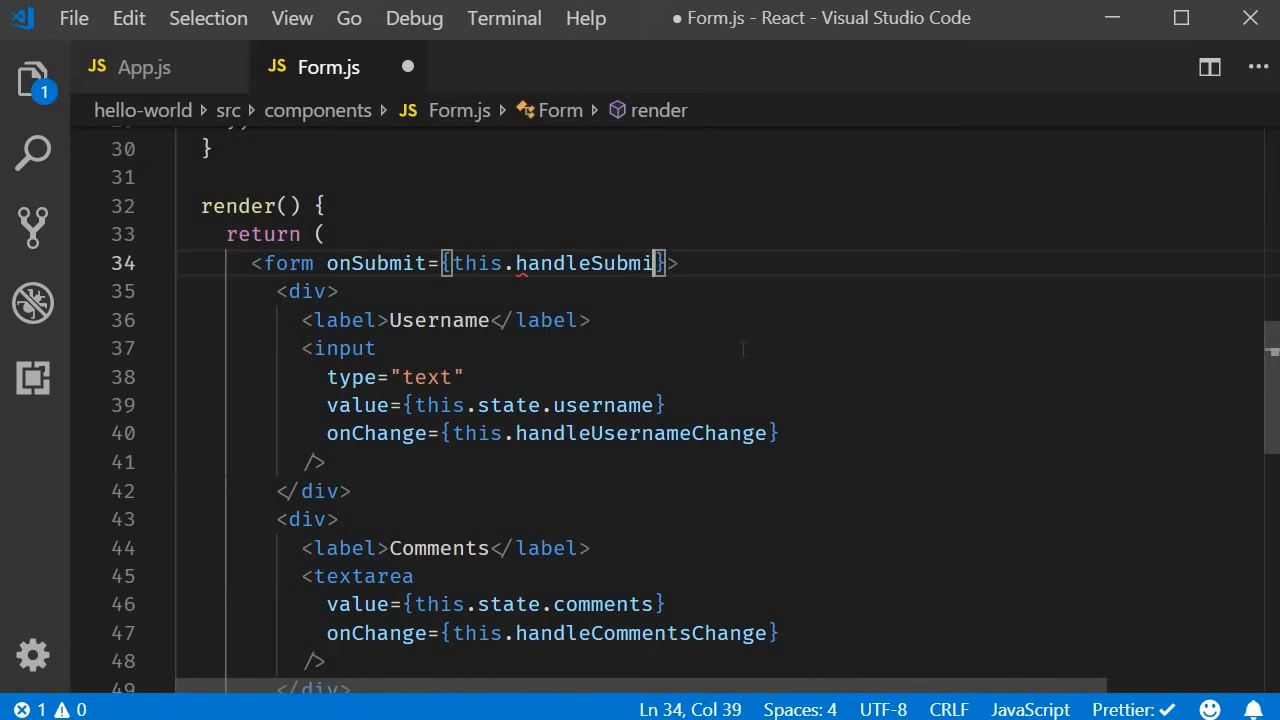 File Edit Selection View Go Debug Terminal Help ● Form.js - React - Visual Studio Code
JS App.js JS Form.js ●
hello-world > src > components > JS Form.js > Form > render
1
30 }
31
32 render() {
33 return (
34 <form onSubmit={this.handleSubmi}>
35 <div>
36 <label>Username</label>
37 <input
38 type="text"
39 value={this.state.username}
40 onChange={this.handleUsernameChange}
41 />
42 </div>
43 <div>
44 <label>Comments</label>
45 <textarea
46 value={this.state.comments}
47 onChange={this.handleCommentsChange}
48 />
49 </div>
1 0 Ln 34, Col 39 Spaces: 4 UTF-8 CRLF JavaScript Prettier: ✓